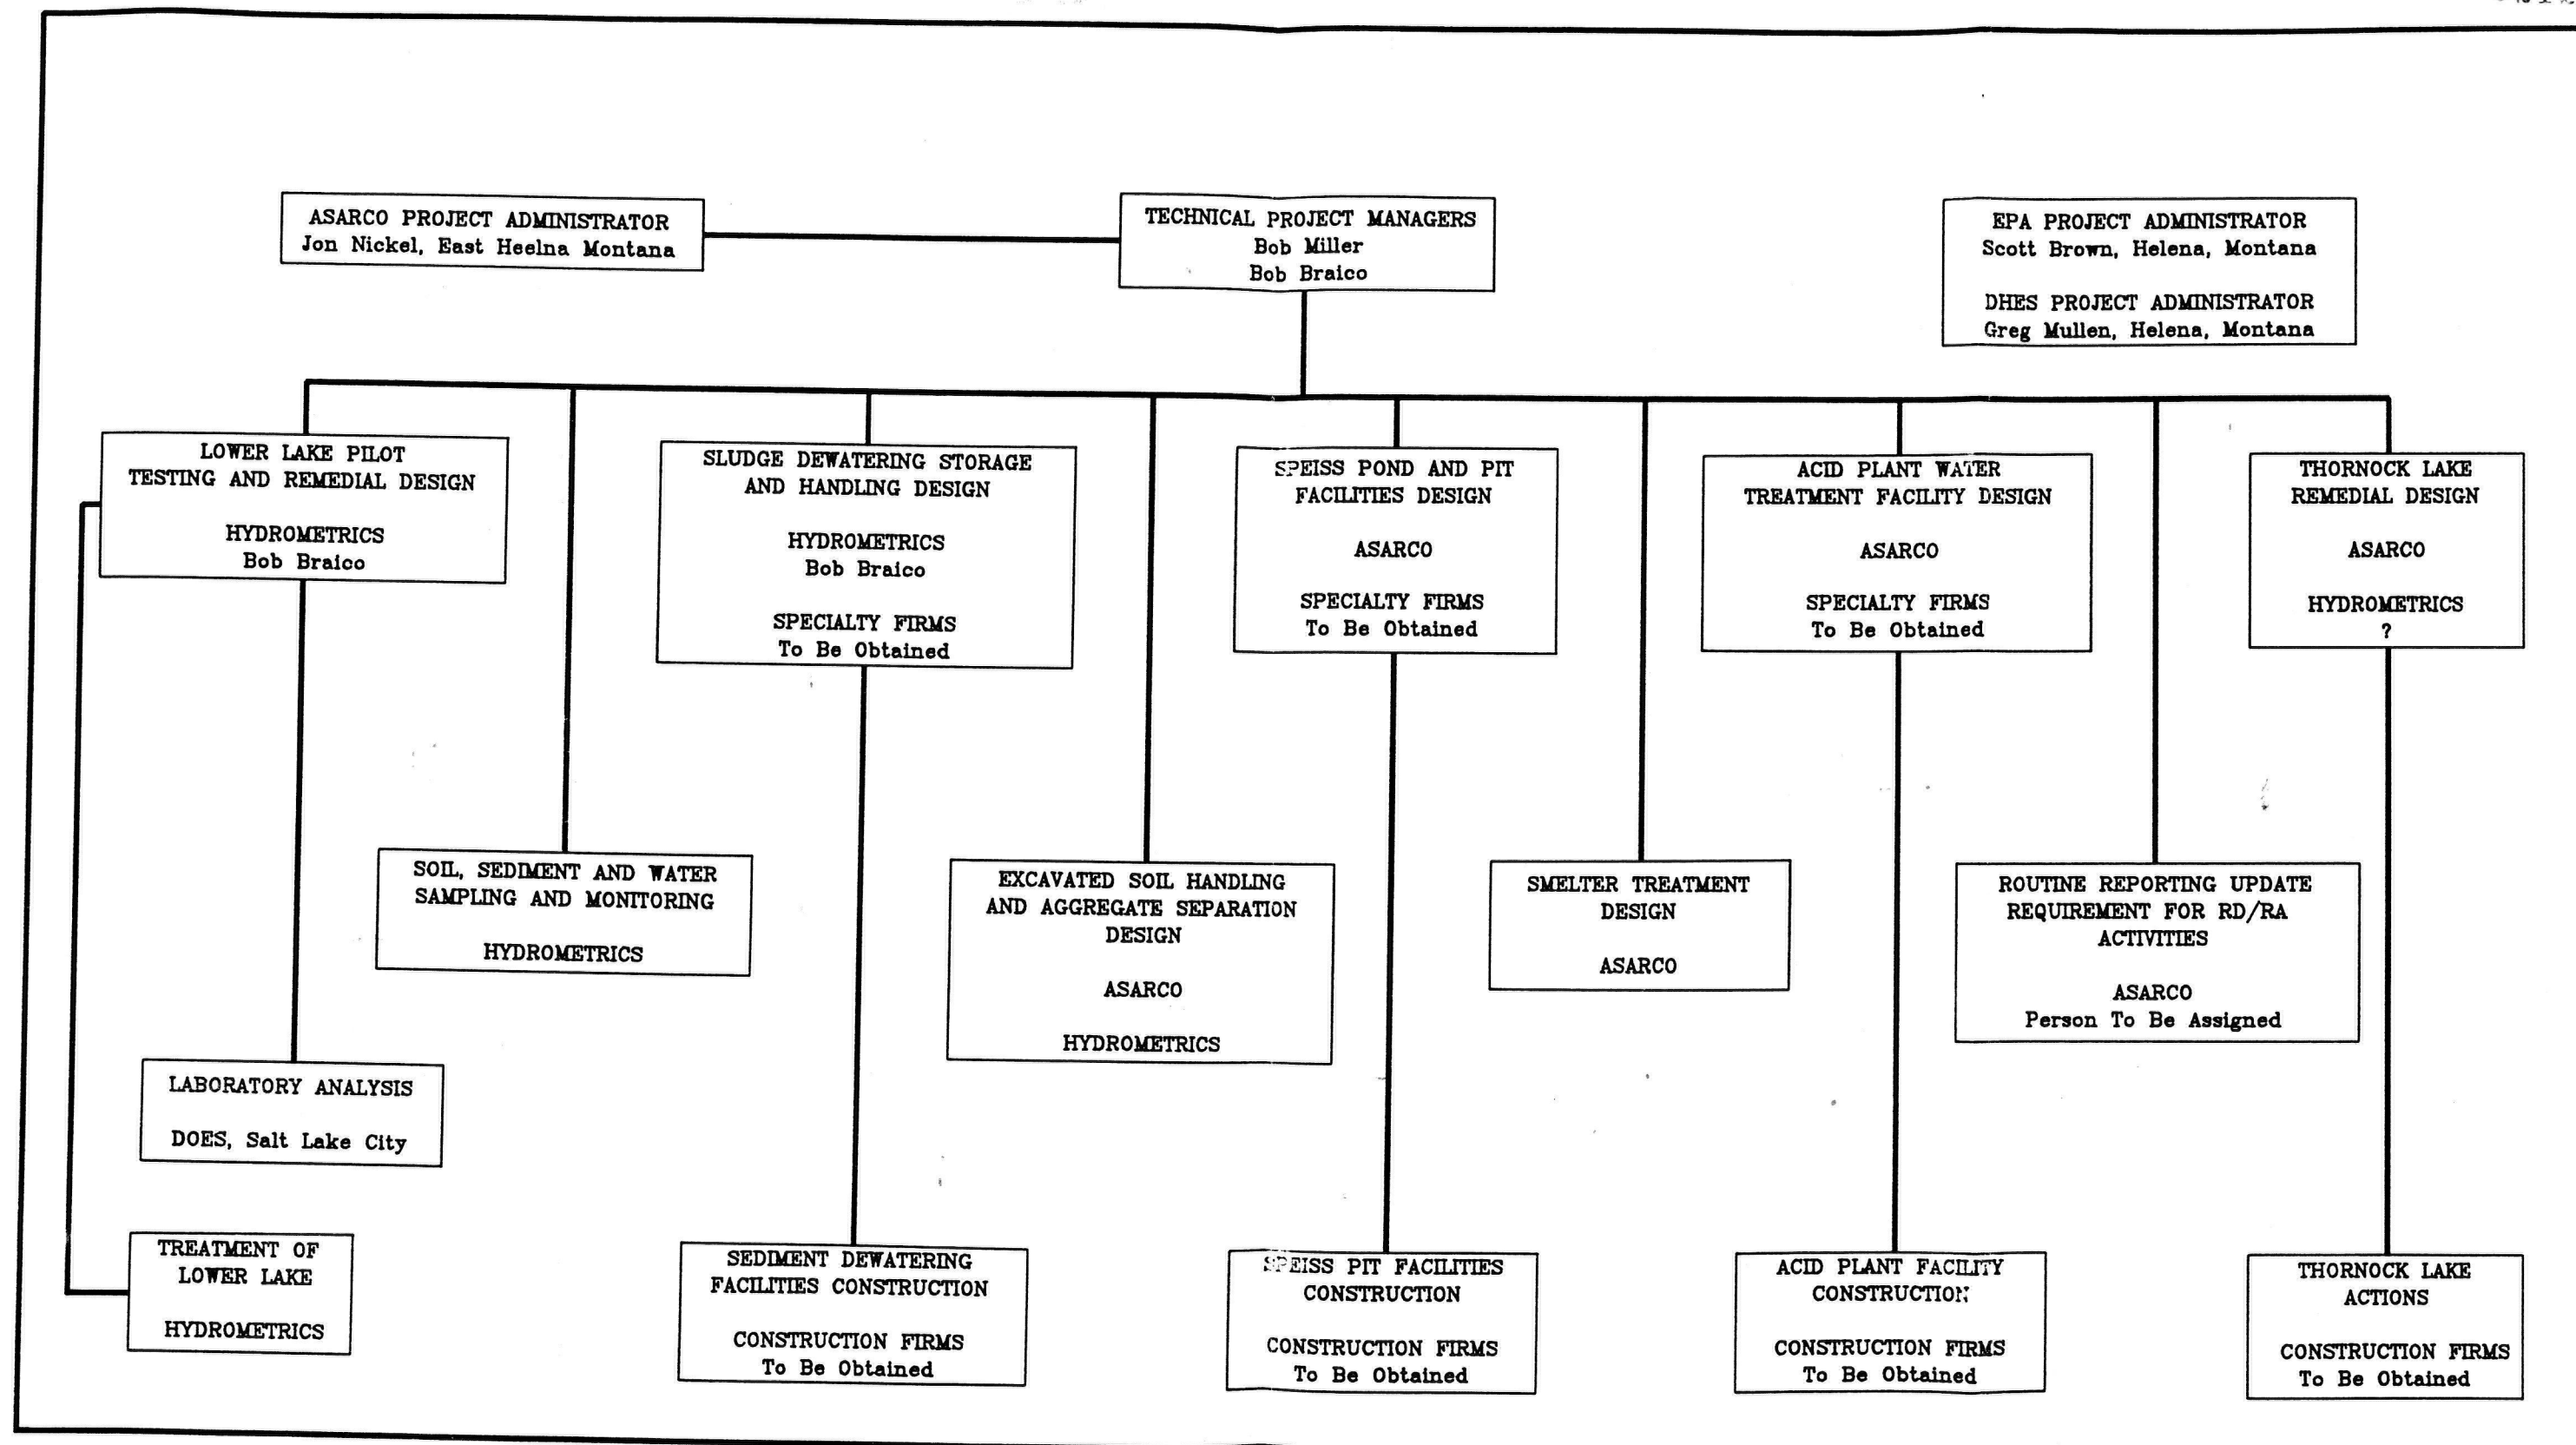 ASARCO PROJECT ADMINISTRATOR
Jon Nickel, East Heelna Montana
TECHNICAL PROJECT MANAGERS
Bob Miller
Bob Braico
EPA PROJECT ADMINISTRATOR
Scott Brown, Helena, Montana
DHES PROJECT ADMINISTRATOR
Greg Mullen, Helena, Montana
LOWER LAKE PILOT
TESTING AND REMEDIAL DESIGN
HYDROMETRICS
Bob Braico
SLUDGE DEWATERING STORAGE
AND HANDLING DESIGN
HYDROMETRICS
Bob Braico
SPECIALTY FIRMS
To Be Obtained
SPEISS POND AND PIT
FACILITIES DESIGN
ASARCO
SPECIALTY FIRMS
To Be Obtained
ACID PLANT WATER
TREATMENT FACILITY DESIGN
ASARCO
SPECIALTY FIRMS
To Be Obtained
THORNOCK LAKE
REMEDIAL DESIGN
ASARCO
HYDROMETRICS
?
SOIL, SEDIMENT AND WATER
SAMPLING AND MONITORING
HYDROMETRICS
EXCAVATED SOIL HANDLING
AND AGGREGATE SEPARATION
DESIGN
ASARCO
HYDROMETRICS
SMELTER TREATMENT
DESIGN
ASARCO
ROUTINE REPORTING UPDATE
REQUIREMENT FOR RD/RA
ACTIVITIES
ASARCO
Person To Be Assigned
LABORATORY ANALYSIS
DOES, Salt Lake City
TREATMENT OF
LOWER LAKE
HYDROMETRICS
SEDIMENT DEWATERING
FACILITIES CONSTRUCTION
CONSTRUCTION FIRMS
To Be Obtained
SPEISS PIT FACILITIES
CONSTRUCTION
CONSTRUCTION FIRMS
To Be Obtained
ACID PLANT FACILITY
CONSTRUCTION
CONSTRUCTION FIRMS
To Be Obtained
THORNOCK LAKE
ACTIONS
CONSTRUCTION FIRMS
To Be Obtained